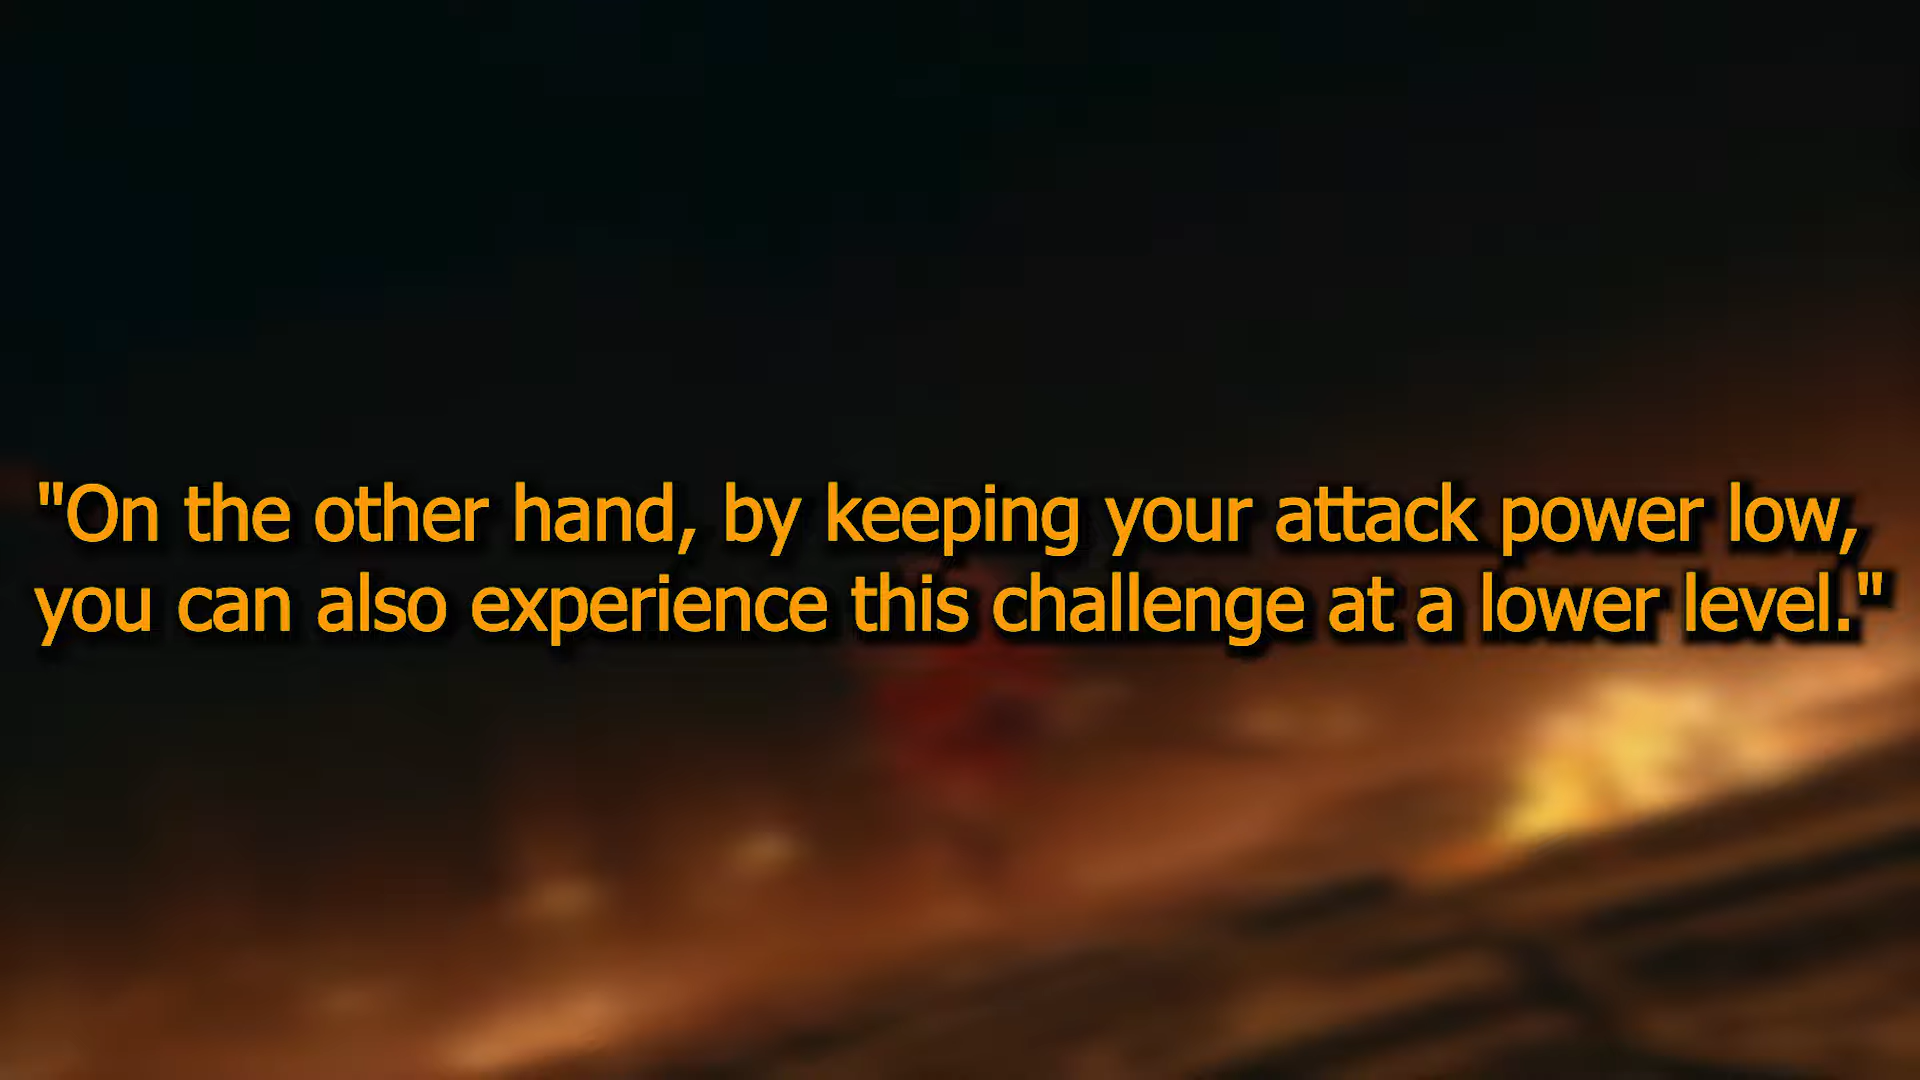 "On the other hand, by keeping your attack power low,
you can also experience this challenge at a lower level."